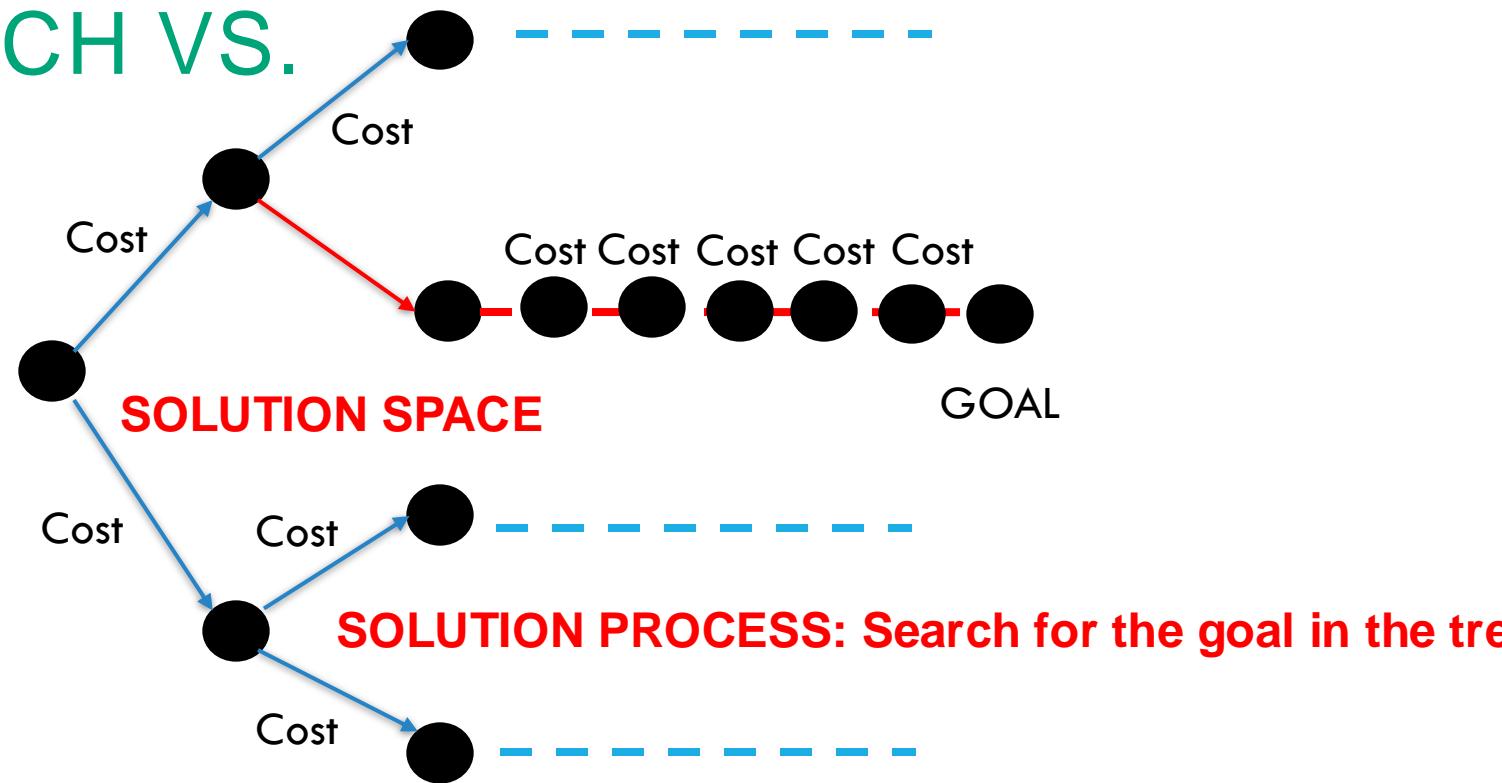 CH VS.
Cost
Cost
Cost Cost Cost Cost Cost
SOLUTION SPACE
GOAL
Cost
Cost
SOLUTION PROCESS: Search for the goal in the tre
Cost